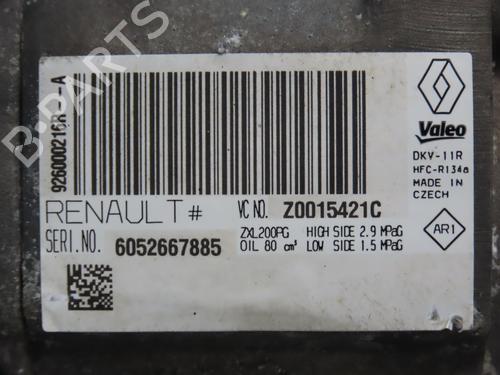 926000216R--A
Valeo
DKV-11R
HFC-R134a
MADE IN
CZECH
RENAULT# VC NO. Z0015421C
SERI.NO. 6052667885
ZXL200PG HIGH SIDE 2.9 MPaG
OIL 80 cm³ LOW SIDE 1.5 MPaG
AR1
B-PARTS